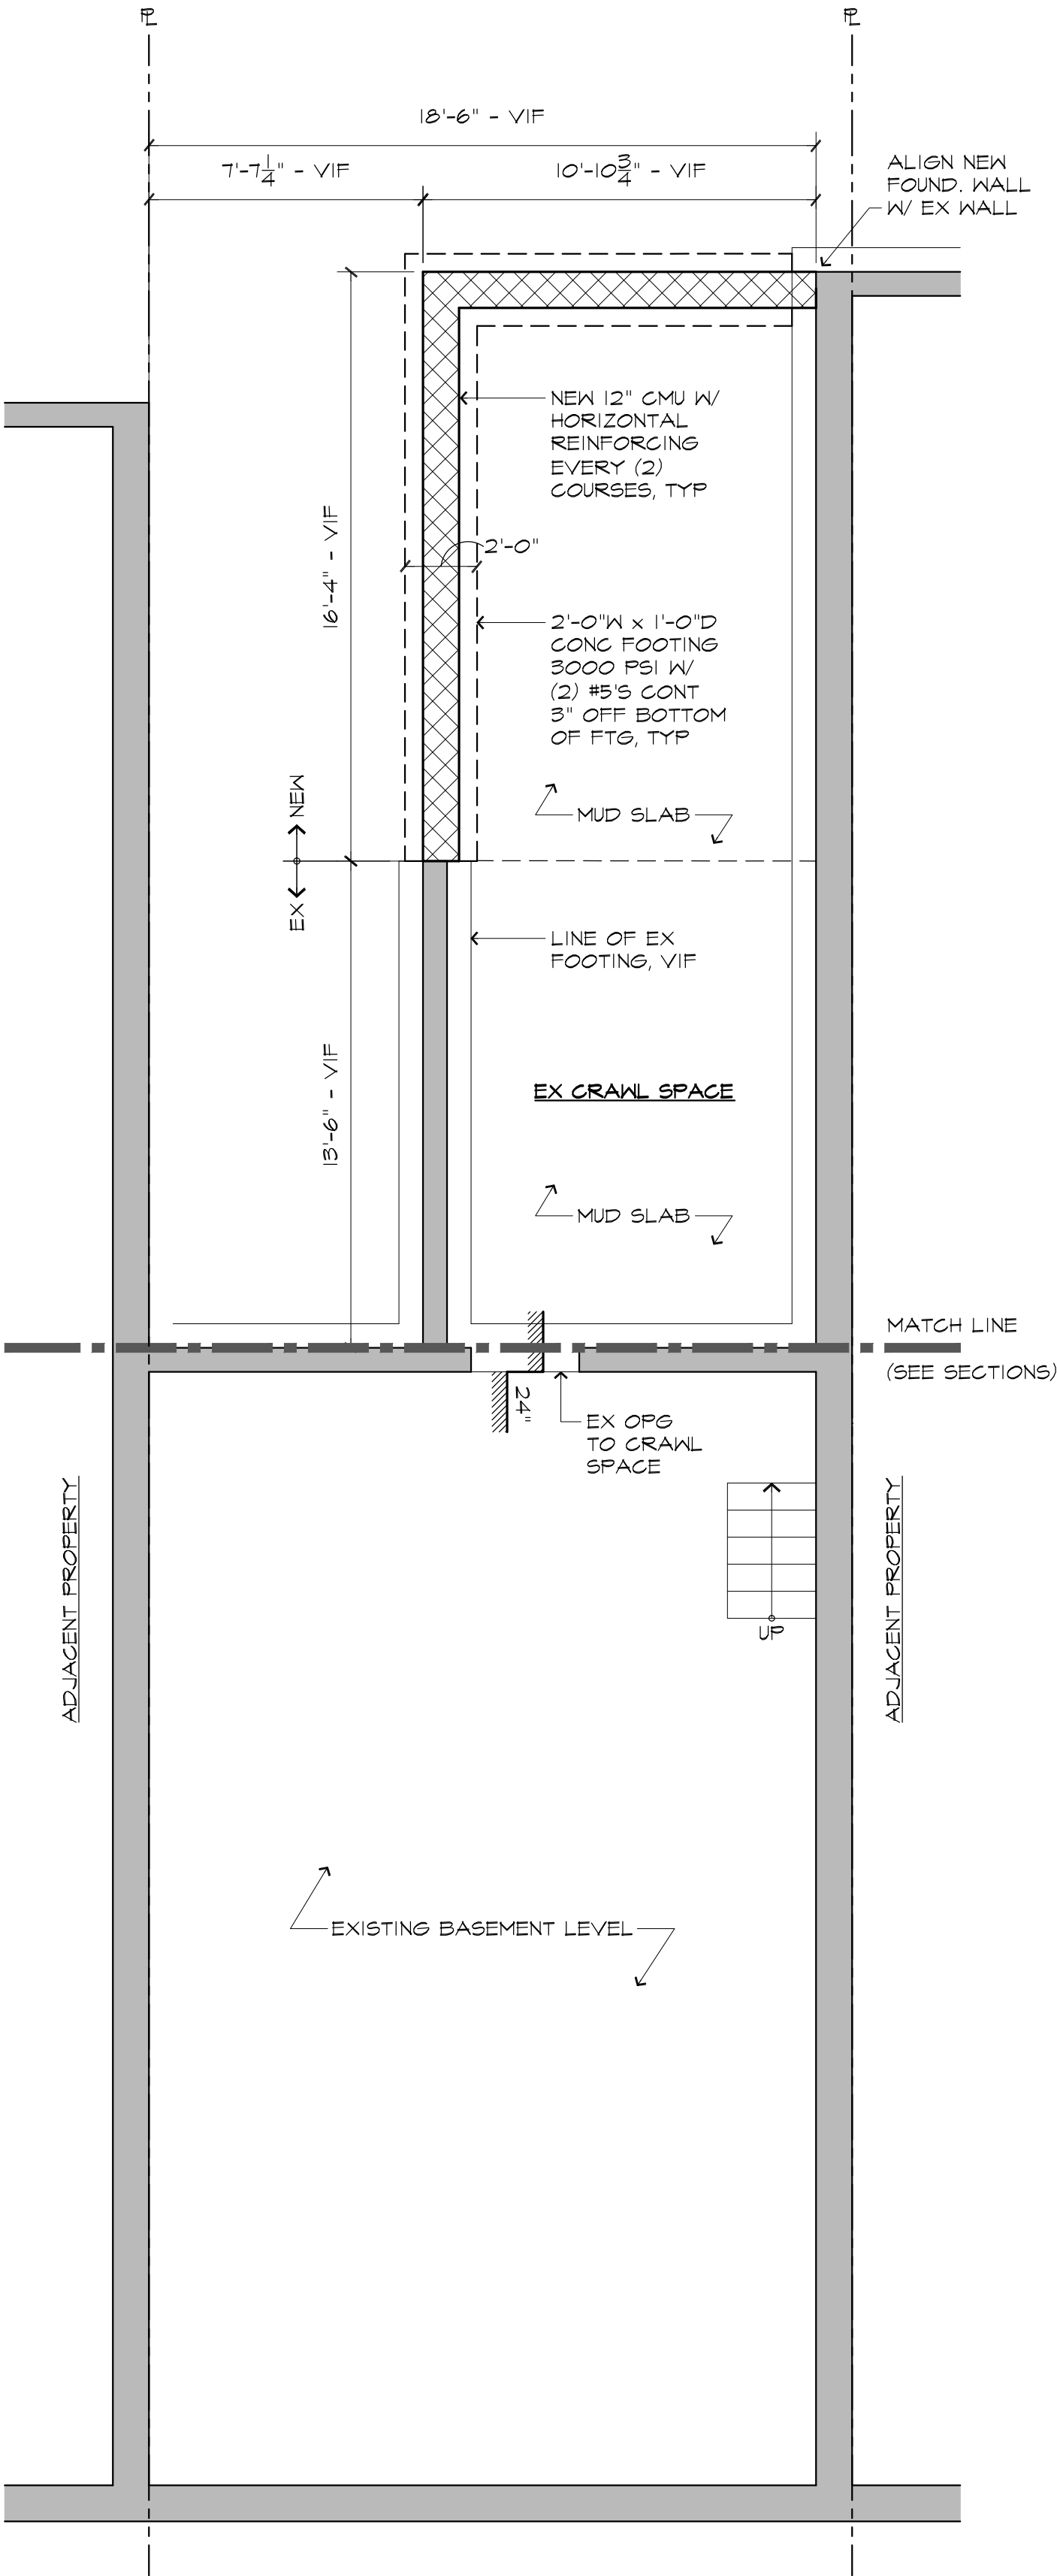 PL
PL
18'-6" - VIF
7'-7 1/4" - VIF
10'-10 3/4" - VIF
ALIGN NEW
FOUND. WALL
W/ EX WALL
NEW 12" CMU W/
HORIZONTAL
REINFORCING
EVERY (2)
COURSES, TYP
16'-4" - VIF
2'-0"
2'-0"W x 1'-0"D
CONC FOOTING
3000 PSI W/
(2) #5'S CONT
3" OFF BOTTOM
OF FTG, TYP
NEW
MUD SLAB
EX
LINE OF EX
FOOTING, VIF
13'-6" - VIF
EX CRAWL SPACE
MUD SLAB
MATCH LINE
(SEE SECTIONS)
24"
EX OPG
TO CRAWL
SPACE
ADJACENT PROPERTY
ADJACENT PROPERTY
UP
EXISTING BASEMENT LEVEL